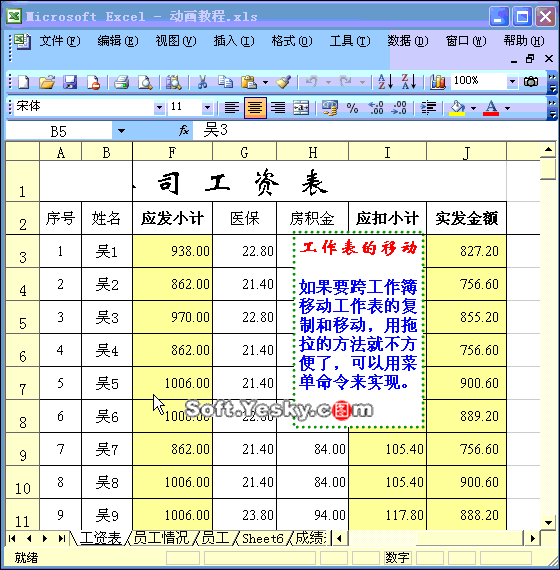 Microsoft Excel - 动画教程.xls
文件(F) 编辑(E) 视图(V) 插入(I) 格式(O) 工具(T) 数据(D) 窗口(W) 帮助(H)
100%
宋体 11
B5 fx 吴3
A B F G H I J
1 司工资表
2 序号 姓名 应发小计 医保 房积金 应扣小计 实发金额
3 1 吴1 938.00 22.80 827.20
4 2 吴2 862.00 21.40 756.60
5 3 吴3 970.00 22.80 855.20
6 4 吴4 862.00 21.40 756.60
7 5 吴5 1006.00 21.40 900.60
8 6 吴6 1006.00 889.20
9 7 吴7 862.00 21.40 84.00 105.40 756.60
10 8 吴8 1006.00 21.40 84.00 105.40 900.60
11 9 吴9 1006.00 23.80 94.00 117.80 888.20
工作表的移动
如果要跨工作簿
移动工作表的复
制和移动，用拖
拉的方法就不方
便了，可以用菜
单命令来实现。
Soft.Yesky.c图m
工资表 员工情况 员工 Sheet6 成绩
就绪 数字